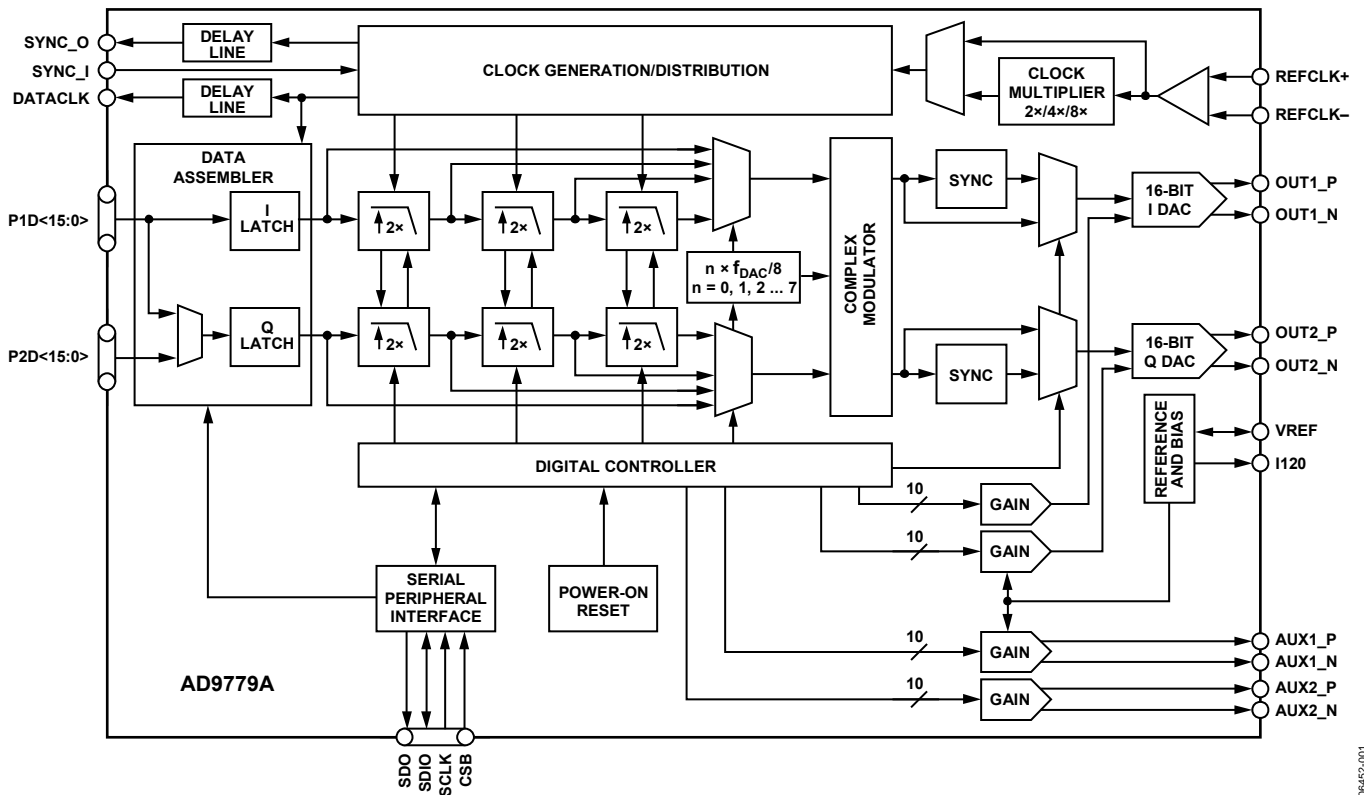 SYNC_O
DELAY
LINE
CLOCK GENERATION/DISTRIBUTION
SYNC_I
DATACLK
DELAY
LINE
CLOCK
MULTIPLIER
2×/4×/8×
REFCLK+
REFCLK–
DATA
ASSEMBLER
P1D<15:0>
I
LATCH
2×
2×
2×
n × fDAC/8
n = 0, 1, 2 ... 7
COMPLEX
MODULATOR
SYNC
16-BIT
I DAC
OUT1_P
OUT1_N
P2D<15:0>
Q
LATCH
2×
2×
2×
SYNC
16-BIT
Q DAC
OUT2_P
OUT2_N
DIGITAL CONTROLLER
REFERENCE
AND BIAS
VREF
I120
10
GAIN
10
GAIN
SERIAL
PERIPHERAL
INTERFACE
POWER-ON
RESET
10
GAIN
AUX1_P
AUX1_N
10
GAIN
AUX2_P
AUX2_N
AD9779A
SDO
SDIO
SCLK
CSB
06452-001